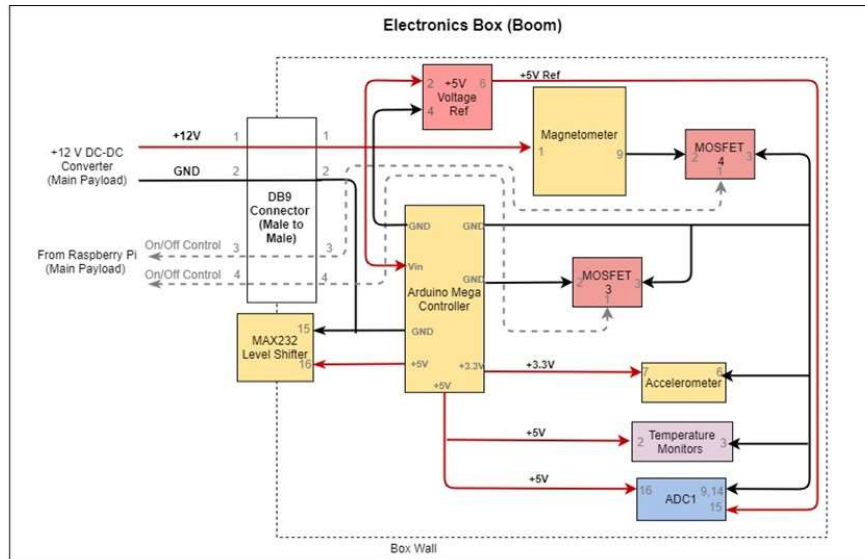 Electronics Box (Boom)
+5V
Voltage
Ref
2
6
4
+5V Ref
+12V
1
1
+12 V DC-DC
Converter
(Main Payload)
GND
2
2
DB9
Connector
(Male to
Male)
Magnetometer
1
9
MOSFET
4
2
3
1
From Raspberry Pi
(Main Payload)
On/Off Control
3
3
On/Off Control
4
4
GND
GND
Vin
GND
Arduino Mega
Controller
GND
+5V
+3.3V
+5V
MOSFET
3
2
3
1
MAX232
Level Shifter
15
16
+3.3V
7
6
Accelerometer
+5V
Temperature
Monitors
2
3
+5V
16
9,14
ADC1
15
Box Wall